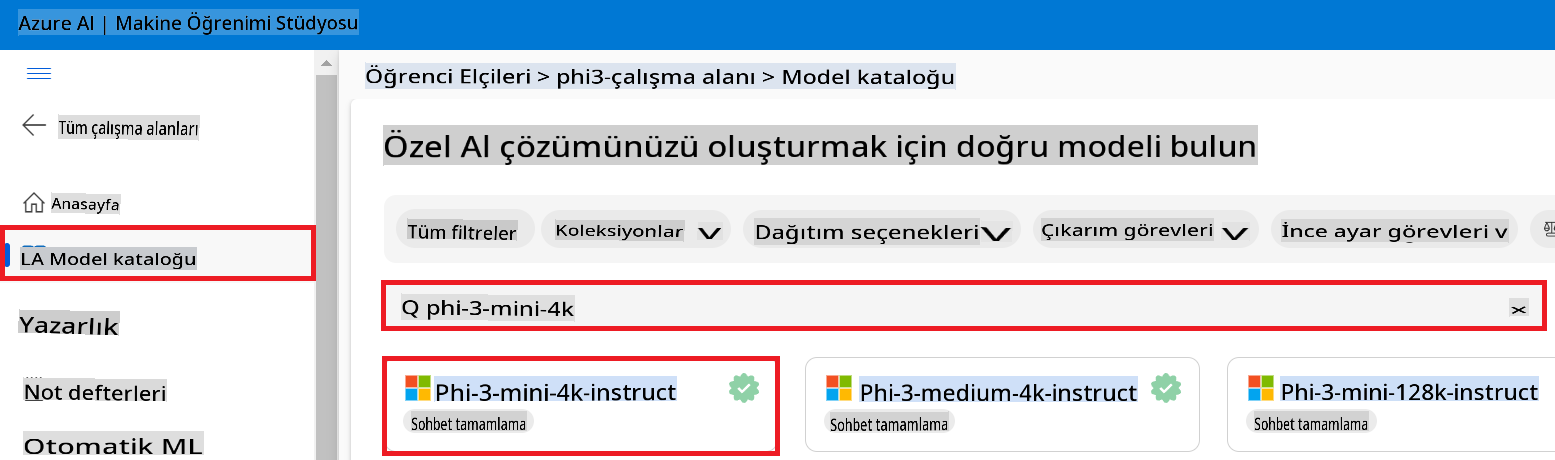 Azure AI | Makine Öğrenimi Stüdyosu
Öğrenci Elçileri > phi3-çalışma alanı > Model kataloğu
Tüm çalışma alanları
Anasayfa
LA Model kataloğu
Yazarlık
Not defterleri
Otomatik ML
Özel Al çözümünüzü oluşturmak için doğru modeli bulun
Tüm filtreler Koleksiyonlar Dağıtım seçenekleri Çıkarım görevleri İnce ayar görevleri v
Q phi-3-mini-4k
Phi-3-mini-4k-instruct
Sohbet tamamlama
Phi-3-medium-4k-instruct
Sohbet tamamlama
Phi-3-mini-128k-instruct
Sohbet tamamlama